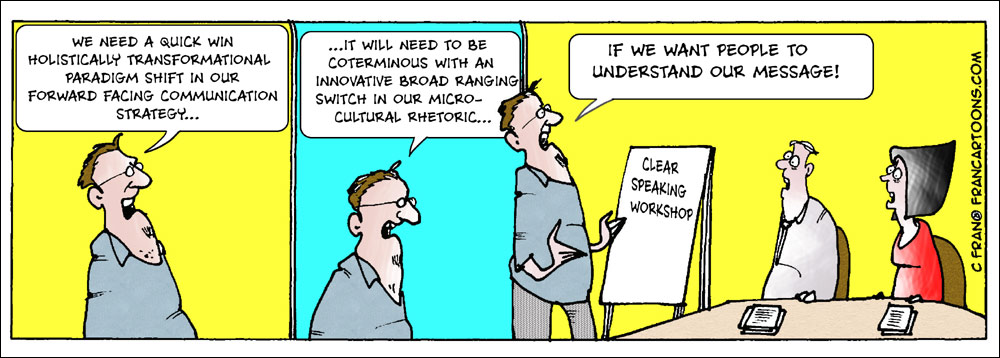 WE NEED A QUICK WIN
HOLISTICALLY TRANSFORMATIONAL
PARADIGM SHIFT IN OUR
FORWARD FACING COMMUNICATION
STRATEGY...
...IT WILL NEED TO BE
COTERMINOUS WITH AN
INNOVATIVE BROAD RANGING
SWITCH IN OUR MICRO-
CULTURAL RHETORIC...
IF WE WANT PEOPLE TO
UNDERSTAND OUR MESSAGE!
CLEAR
SPEAKING
WORKSHOP
C FRAN@ FRANCARTOONS.COM